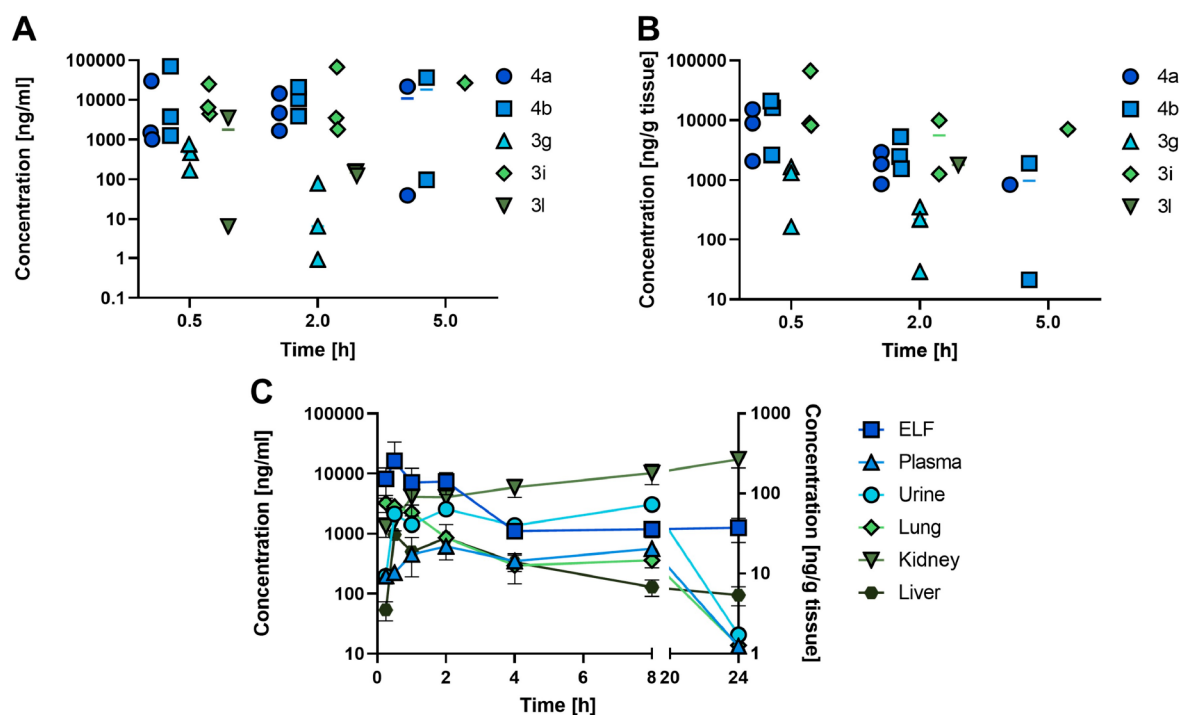 A
Concentration [ng/ml]
100000
10000
1000
100
10
1
0.1
0.5
2.0
5.0
Time [h]
4a
4b
3g
3i
3l
B
Concentration [ng/g tissue]
100000
10000
1000
100
10
0.5
2.0
5.0
Time [h]
4a
4b
3g
3i
3l
C
Concentration [ng/ml]
100000
10000
1000
100
10
0
2
4
8
20
24
Time [h]
1000
100
10
1
Concentration [ng/g tissue]
ELF
Plasma
Urine
Lung
Kidney
Liver